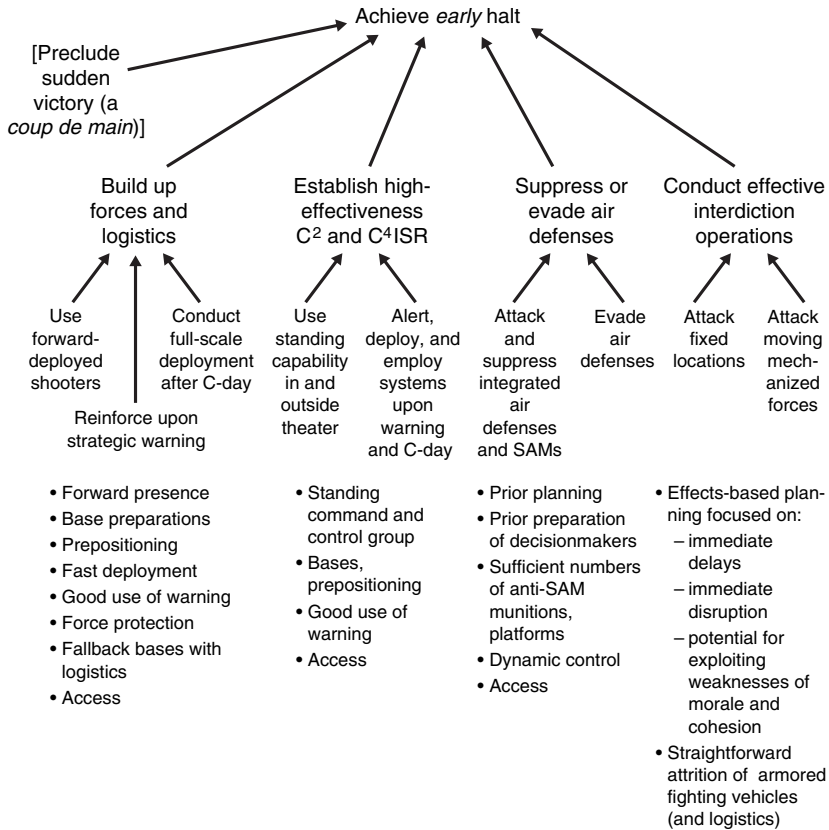 Achieve early halt
[Preclude
sudden
victory (a
coup de main)]
Build up
forces and
logistics
Establish high-
effectiveness
C2 and C4ISR
Suppress or
evade air
defenses
Conduct effective
interdiction
operations
Use
forward-
deployed
shooters
Reinforce upon
strategic warning
Conduct
full-scale
deployment
after C-day
Use
standing
capability
in and
outside
theater
Alert,
deploy, and
employ
systems
upon
warning
and C-day
Attack
and
suppress
integrated
air
defenses
and SAMs
Evade
air
defenses
Attack
fixed
locations
Attack
moving
mech-
anized
forces
• Forward presence
• Base preparations
• Prepositioning
• Fast deployment
• Good use of warning
• Force protection
• Fallback bases with
logistics
• Access
• Standing
command and
control group
• Bases,
prepositioning
• Good use of
warning
• Access
• Prior planning
• Prior preparation
of decisionmakers
• Sufficient numbers
of anti-SAM
munitions,
platforms
• Dynamic control
• Access
• Effects-based plan-
ning focused on:
– immediate
delays
– immediate
disruption
– potential for
exploiting
weaknesses of
morale and
cohesion
• Straightforward
attrition of armored
fighting vehicles
(and logistics)